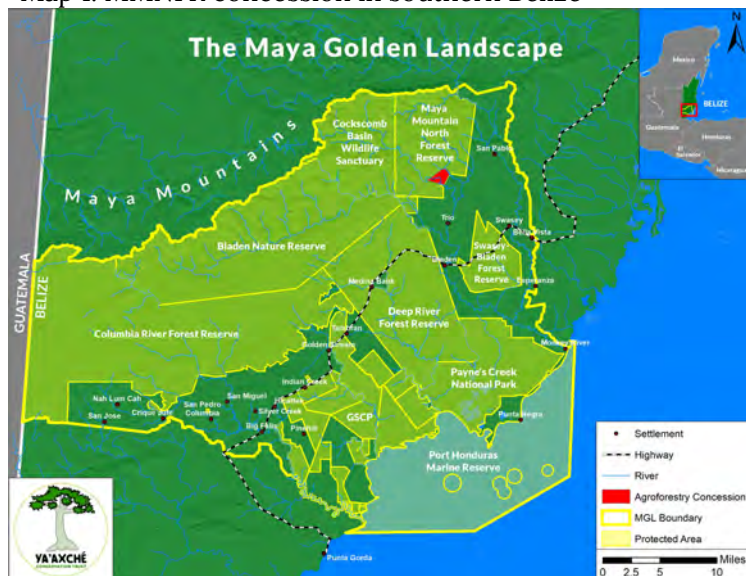 The Maya Golden Landscape
N
Mexico
BELIZE
Guatemala
Honduras
El
Salvador
Nicaragua
Maya Mountains
Cockscomb
Basin
Wildlife
Sanctuary
Maya
Mountain
North
Forest
Reserve
San Pablo
Trio
Swasey
Bella Vista
Bladen
Swasey-
Bladen
Forest
Reserve
Esperanza
Bladen Nature Reserve
Medina Bank
Deep River
Forest Reserve
GUATEMALA
BELIZE
Columbia River Forest Reserve
Golden Stream
Monkey River
Payne's Creek
National Park
Indian Creek
Nah Lum Cah
San Jose
Crique Jute
San Pedro
Columbia
San Miguel
Silver Creek
Big Falls
GSCP
Punta Negra
Port Honduras
Marine Reserve
Punta Gorda
Settlement
Highway
River
Agroforestry Concession
MGL Boundary
Protected Area
Miles
0 2.5 5 10
YA'AXCHÉ
CONSERVATION TRUST